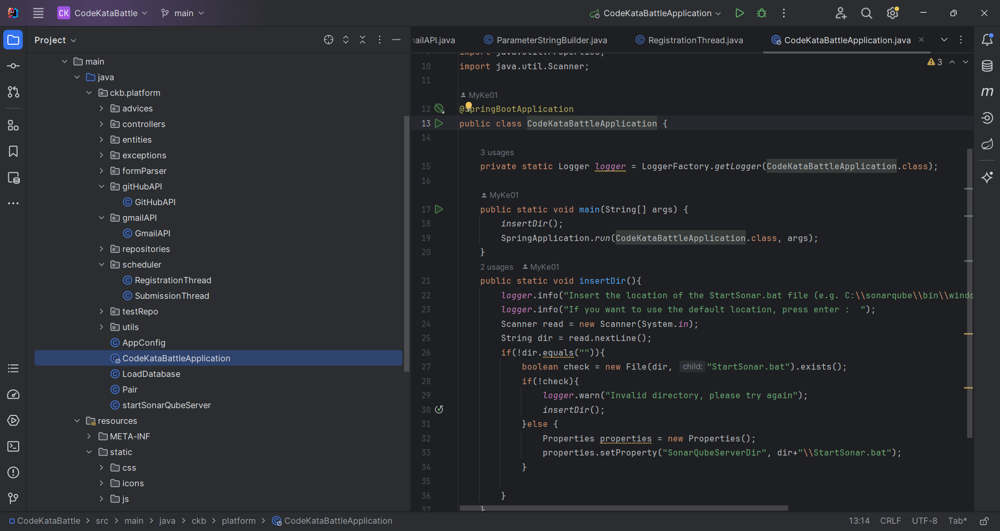 CK CodeKataBattle main CodeKataBattleApplication
Project
main
java
ckb.platform
advices
controllers
entities
exceptions
formParser
gitHubAPI
GitHubAPI
gmailAPI
GmailAPI
repositories
scheduler
RegistrationThread
SubmissionThread
testRepo
utils
AppConfig
CodeKataBattleApplication
LoadDatabase
Pair
startSonarQubeServer
resources
META-INF
static
css
icons
js
ParameterStringBuilder.java RegistrationThread.java CodeKataBattleApplication.java
3
import java.util.Properties;
10 import java.util.Scanner;
11
MyKe01
12 @SpringBootApplication
13 public class CodeKataBattleApplication {
14
3 usages
15 private static Logger logger = LoggerFactory.getLogger(CodeKataBattleApplication.class);
16
MyKe01
17 public static void main(String[] args) {
18 insertDir();
19 SpringApplication.run(CodeKataBattleApplication.class, args);
20 }
2 usages MyKe01
21 public static void insertDir(){
22 logger.info("Insert the location of the StartSonar.bat file (e.g. C:\\sonarqube\\bin\\windo
23 logger.info("If you want to use the default location, press enter :  ");
24 Scanner read = new Scanner(System.in);
25 String dir = read.nextLine();
26 if(!dir.equals("")){
27 boolean check = new File(dir, child: "StartSonar.bat").exists();
28 if(!check){
29 logger.warn("Invalid directory, please try again");
30 insertDir();
31 }else {
32 Properties properties = new Properties();
33 properties.setProperty("SonarQubeServerDir", dir+"\\StartSonar.bat");
34 }
35
36 }
37 }
CodeKataBattle > src > main > java > ckb > platform > CodeKataBattleApplication
13:14 CRLF UTF-8 Tab*